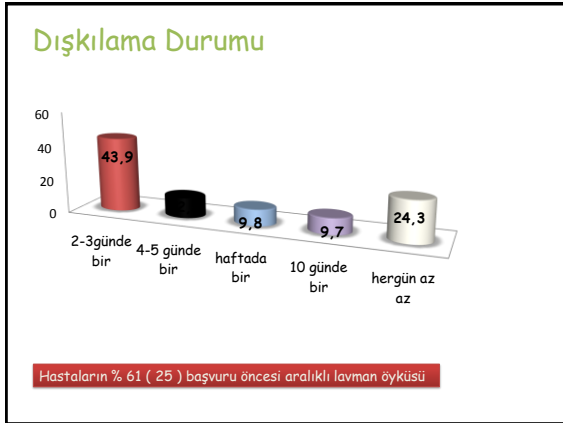 Dışkılama Durumu
60
40
20
0
43,9
9,8
9,7
24,3
2-3günde
bir
4-5 günde
bir
haftada
bir
10 günde
bir
hergün az
az
Hastaların % 61 ( 25 ) başvuru öncesi aralıklı lavman öyküsü